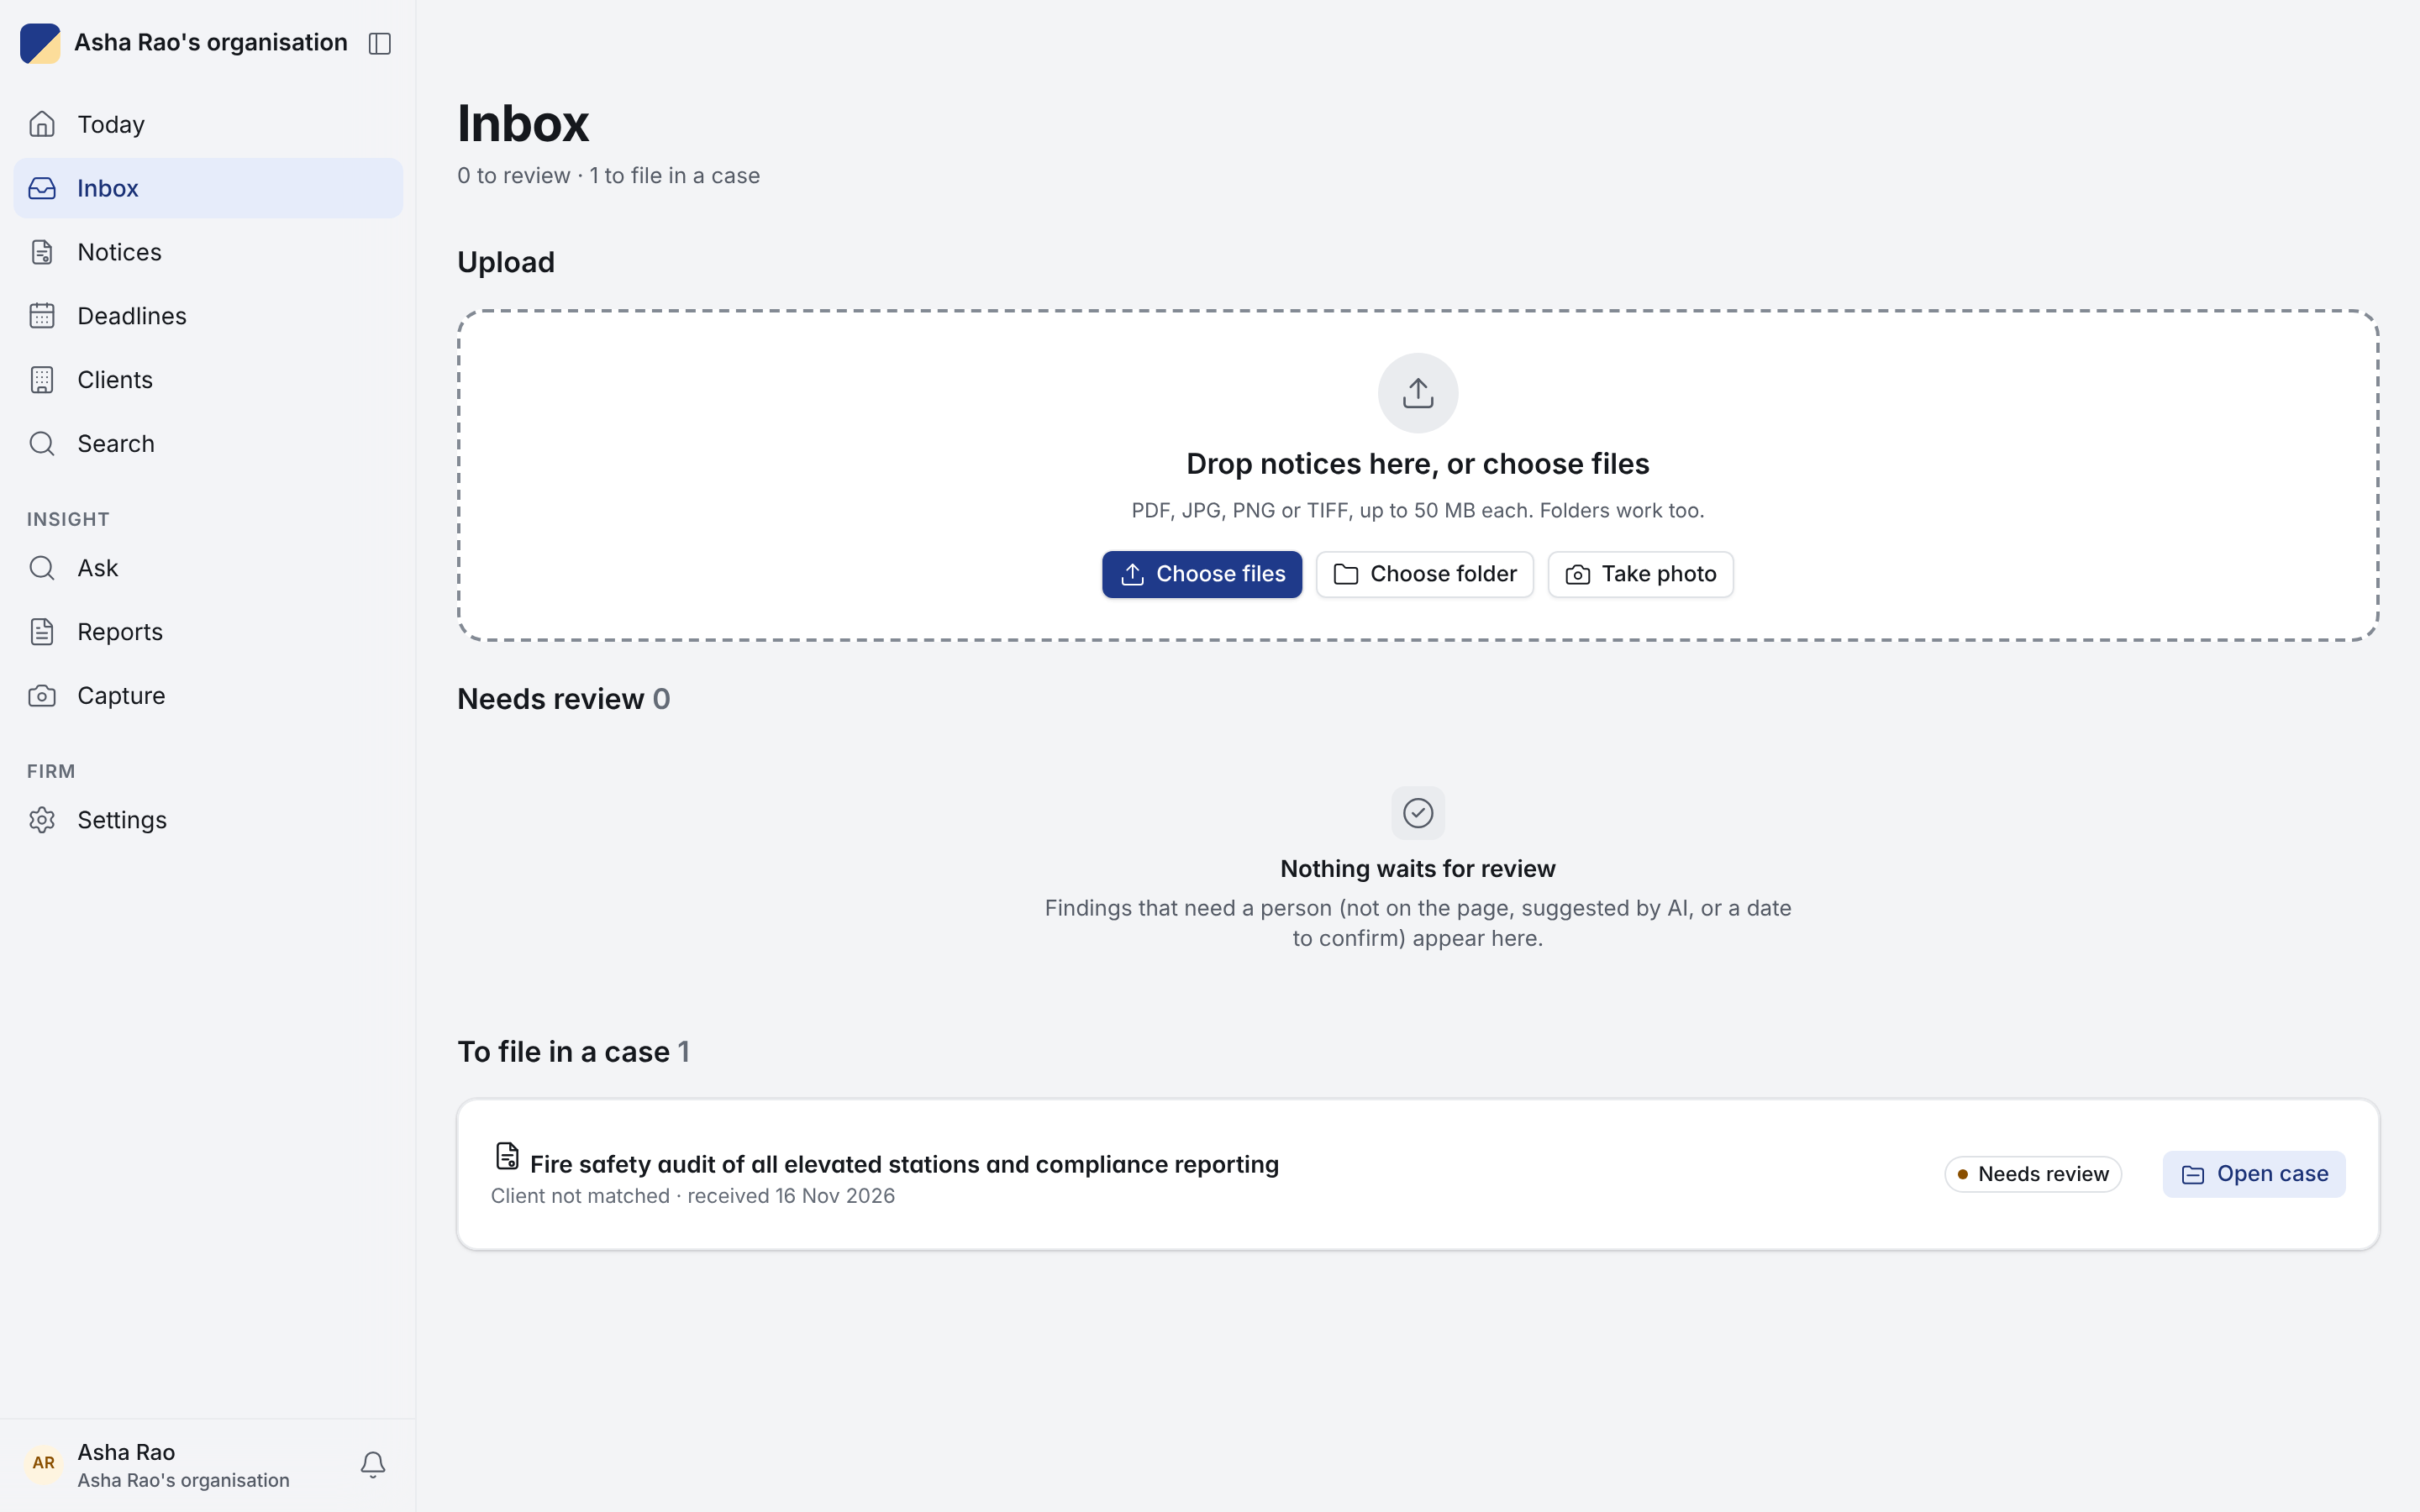 Asha Rao's organisation
Today
Inbox
Notices
Deadlines
Clients
Search
INSIGHT
Ask
Reports
Capture
FIRM
Settings
AR
Asha Rao
Asha Rao's organisation
Inbox
0 to review · 1 to file in a case
Upload
Drop notices here, or choose files
PDF, JPG, PNG or TIFF, up to 50 MB each. Folders work too.
Choose files
Choose folder
Take photo
Needs review 0
Nothing waits for review
Findings that need a person (not on the page, suggested by AI, or a date
to confirm) appear here.
To file in a case 1
Fire safety audit of all elevated stations and compliance reporting
Client not matched · received 16 Nov 2026
Needs review
Open case